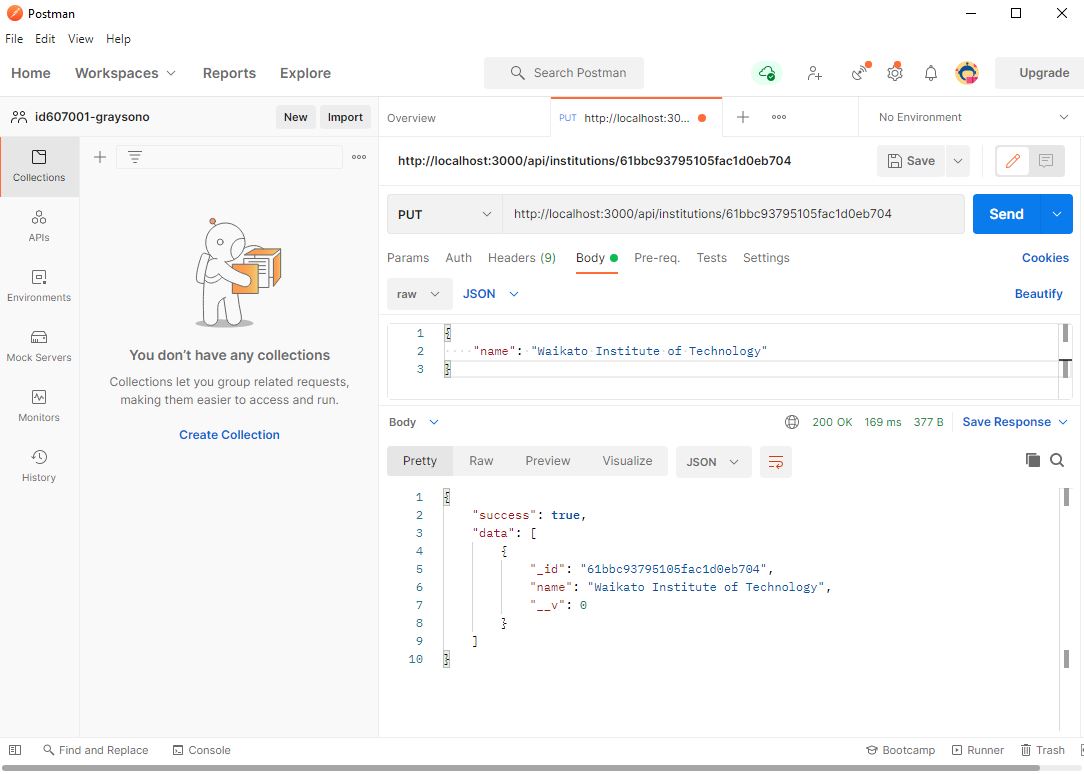 Postman
File Edit View Help
Home Workspaces Reports Explore Search Postman Upgrade
id607001-graysono New Import
Overview PUT http://localhost:30... No Environment
Collections
APIs
Environments
Mock Servers
Monitors
History
You don't have any collections
Collections let you group related requests,
making them easier to access and run.
Create Collection
http://localhost:3000/api/institutions/61bbc93795105fac1d0eb704 Save
PUT http://localhost:3000/api/institutions/61bbc93795105fac1d0eb704 Send
Params Auth Headers (9) Body Pre-req. Tests Settings Cookies
raw JSON Beautify
1 {
2 ····"name": "Waikato Institute of Technology"
3 }
Body 200 OK 169 ms 377 B Save Response
Pretty Raw Preview Visualize JSON
1 {
2 "success": true,
3 "data": [
4 {
5 "_id": "61bbc93795105fac1d0eb704",
6 "name": "Waikato Institute of Technology",
7 "__v": 0
8 }
9 ]
10 }
Find and Replace Console Bootcamp Runner Trash